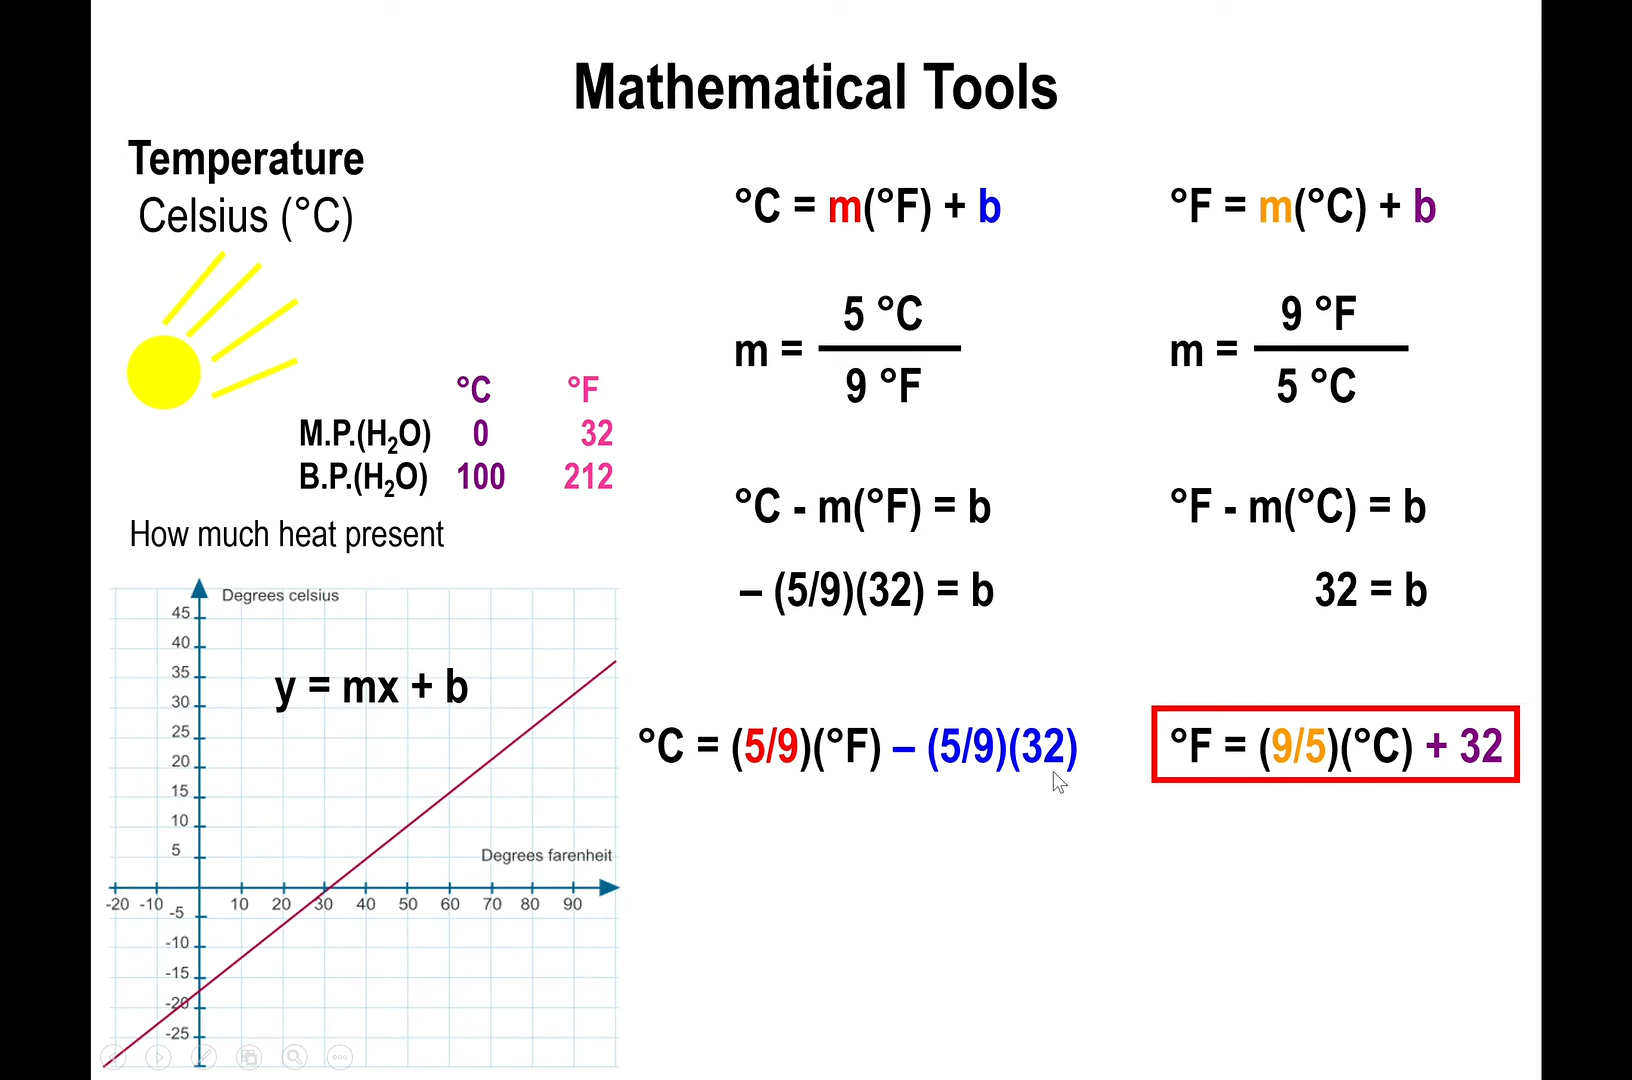 Mathematical Tools
Temperature
Celsius (°C)
°C °F
M.P.(H₂O) 0 32
B.P.(H₂O) 100 212
How much heat present
Degrees celsius
45
40
35
30
25
20
15
10
5
y = mx + b
Degrees farenheit
-20 -10 10 20 30 40 50 60 70 80 90
-5
-10
-15
-20
-25
°C = m(°F) + b
m = 5 °C
9 °F
°C - m(°F) = b
– (5/9)(32) = b
°C = (5/9)(°F) – (5/9)(32)
°F = m(°C) + b
m = 9 °F
5 °C
°F - m(°C) = b
32 = b
°F = (9/5)(°C) + 32